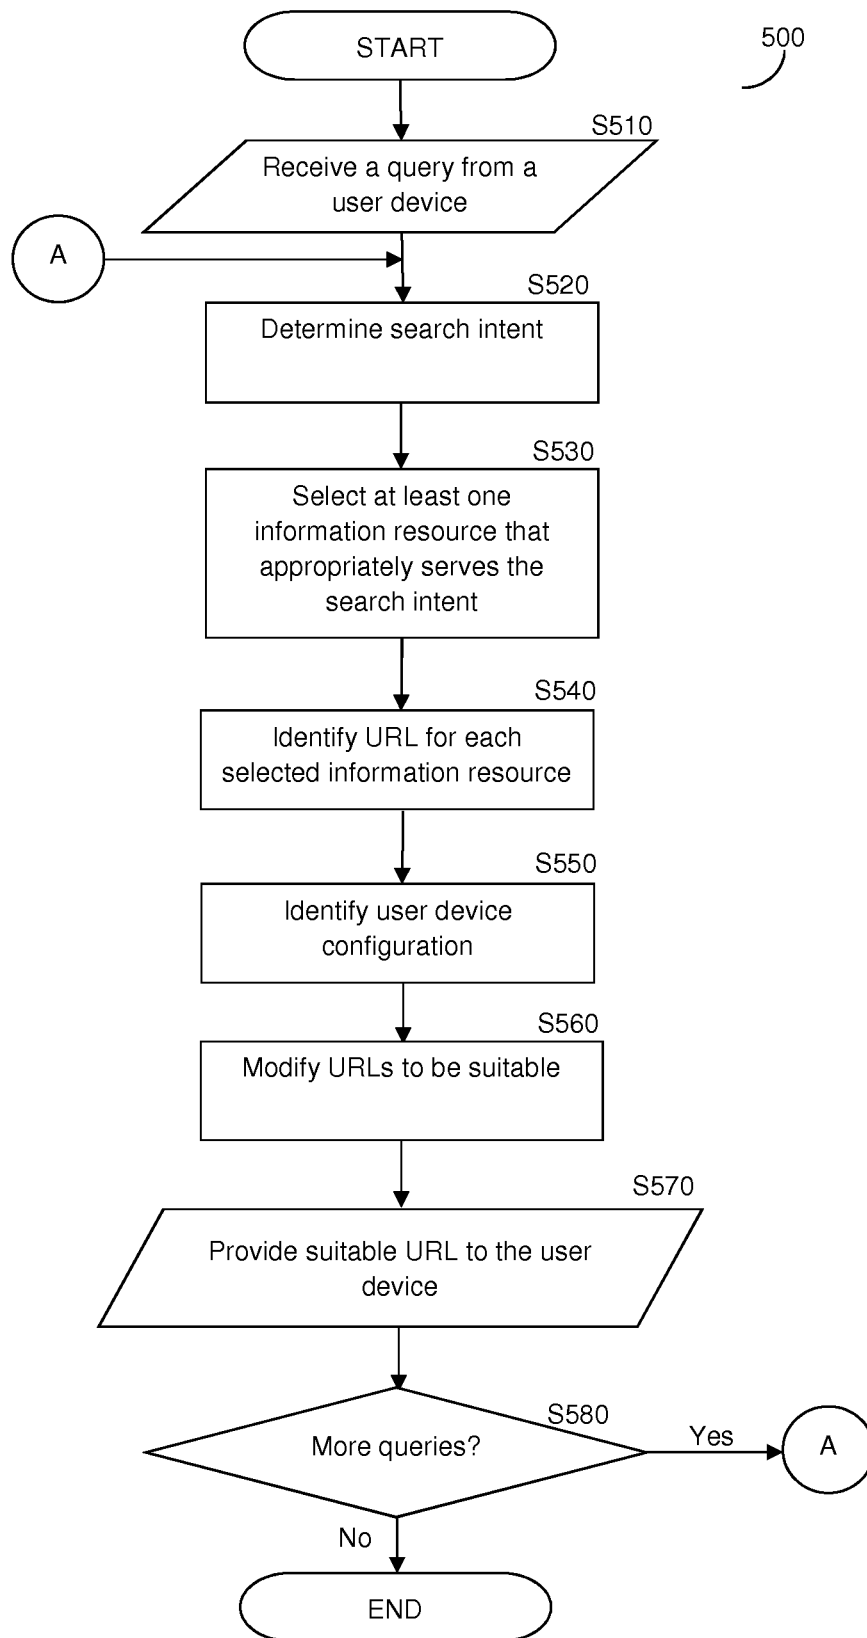 START
500
S510
Receive a query from a
user device
A
S520
Determine search intent
S530
Select at least one
information resource that
appropriately serves the
search intent
S540
Identify URL for each
selected information resource
S550
Identify user device
configuration
S560
Modify URLs to be suitable
S570
Provide suitable URL to the user
device
S580
More queries?
Yes
A
No
END